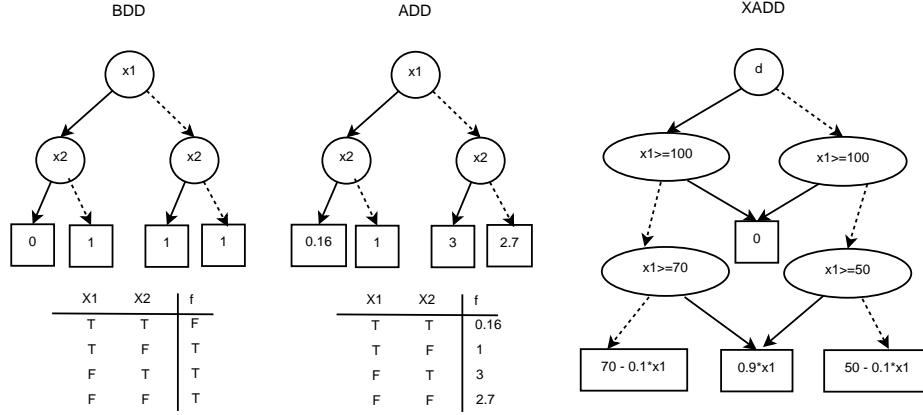 BDD
x1
x2
x2
0
1
1
1
X1 X2 f
T T F
T F T
F T T
F F T
ADD
x1
x2
x2
0.16
1
3
2.7
X1 X2 f
T T 0.16
T F 1
F T 3
F F 2.7
XADD
d
x1>=100
x1>=100
0
x1>=70
x1>=50
70 - 0.1*x1
0.9*x1
50 - 0.1*x1